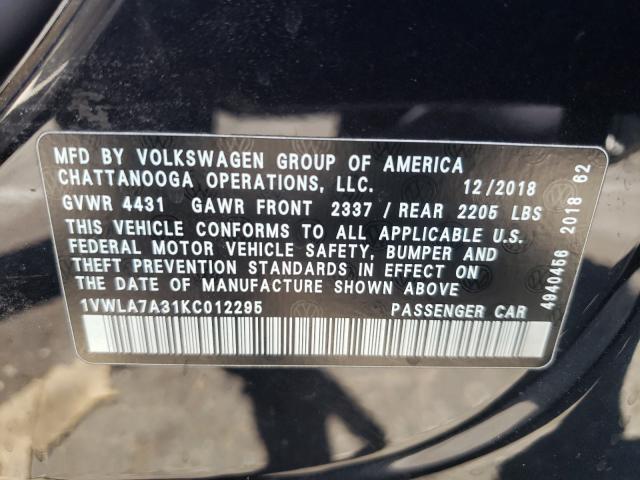 MFD BY VOLKSWAGEN GROUP OF AMERICA
CHATTANOOGA OPERATIONS, LLC. 12/2018
GVWR 4431 GAWR FRONT 2337 / REAR 2205 LBS
THIS VEHICLE CONFORMS TO ALL APPLICABLE U.S.
FEDERAL MOTOR VEHICLE SAFETY, BUMPER AND
THEFT PREVENTION STANDARDS IN EFFECT ON
THE DATE OF MANUFACTURE SHOWN ABOVE
1VWLA7A31KC012295 PASSENGER CAR
4940466 2018 62